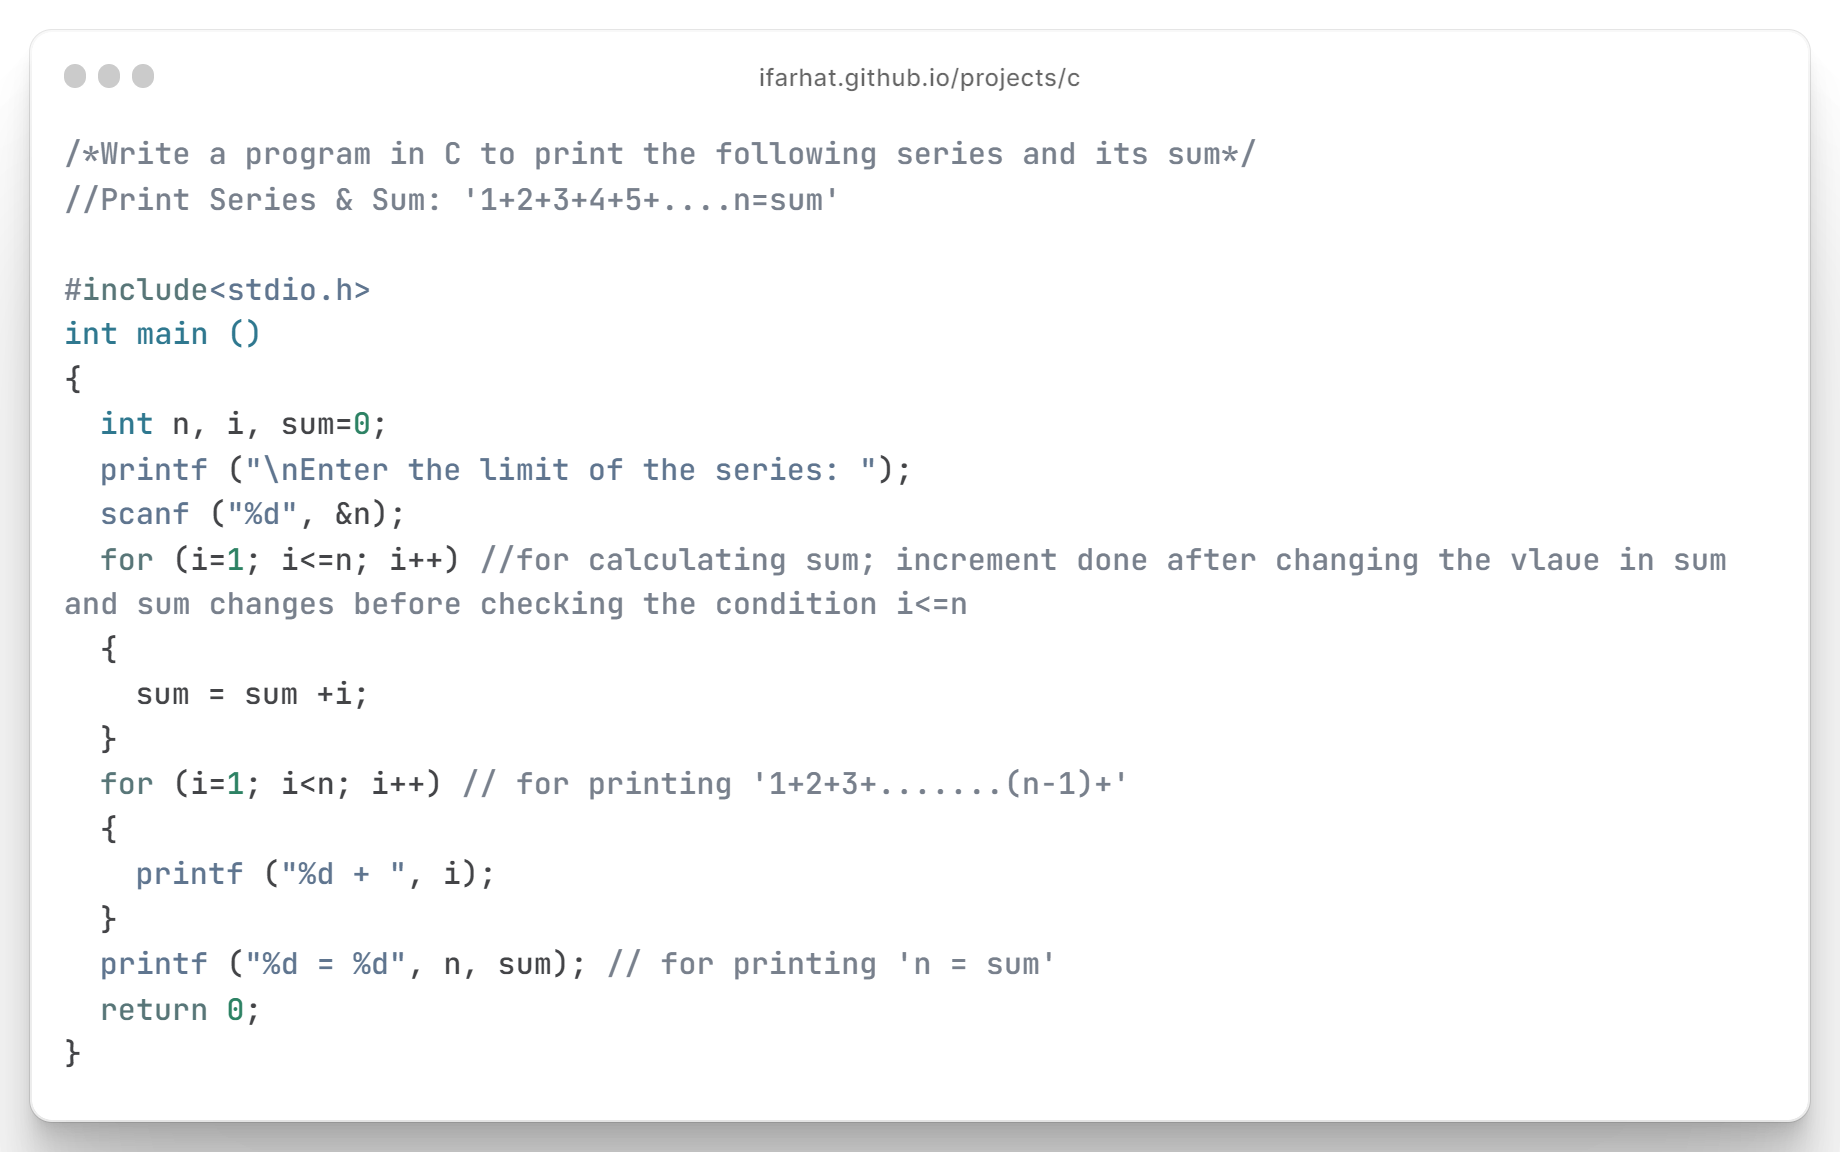 ifarhat.github.io/projects/c
/*Write a program in C to print the following series and its sum*/
//Print Series & Sum: '1+2+3+4+5+....n=sum'
#include<stdio.h>
int main ()
{
  int n, i, sum=0;
  printf ("\nEnter the limit of the series: ");
  scanf ("%d", &n);
  for (i=1; i<=n; i++) //for calculating sum; increment done after changing the vlaue in sum
and sum changes before checking the condition i<=n
  {
    sum = sum +i;
  }
  for (i=1; i<n; i++) // for printing '1+2+3+.......(n-1)+'
  {
    printf ("%d + ", i);
  }
  printf ("%d = %d", n, sum); // for printing 'n = sum'
  return 0;
}